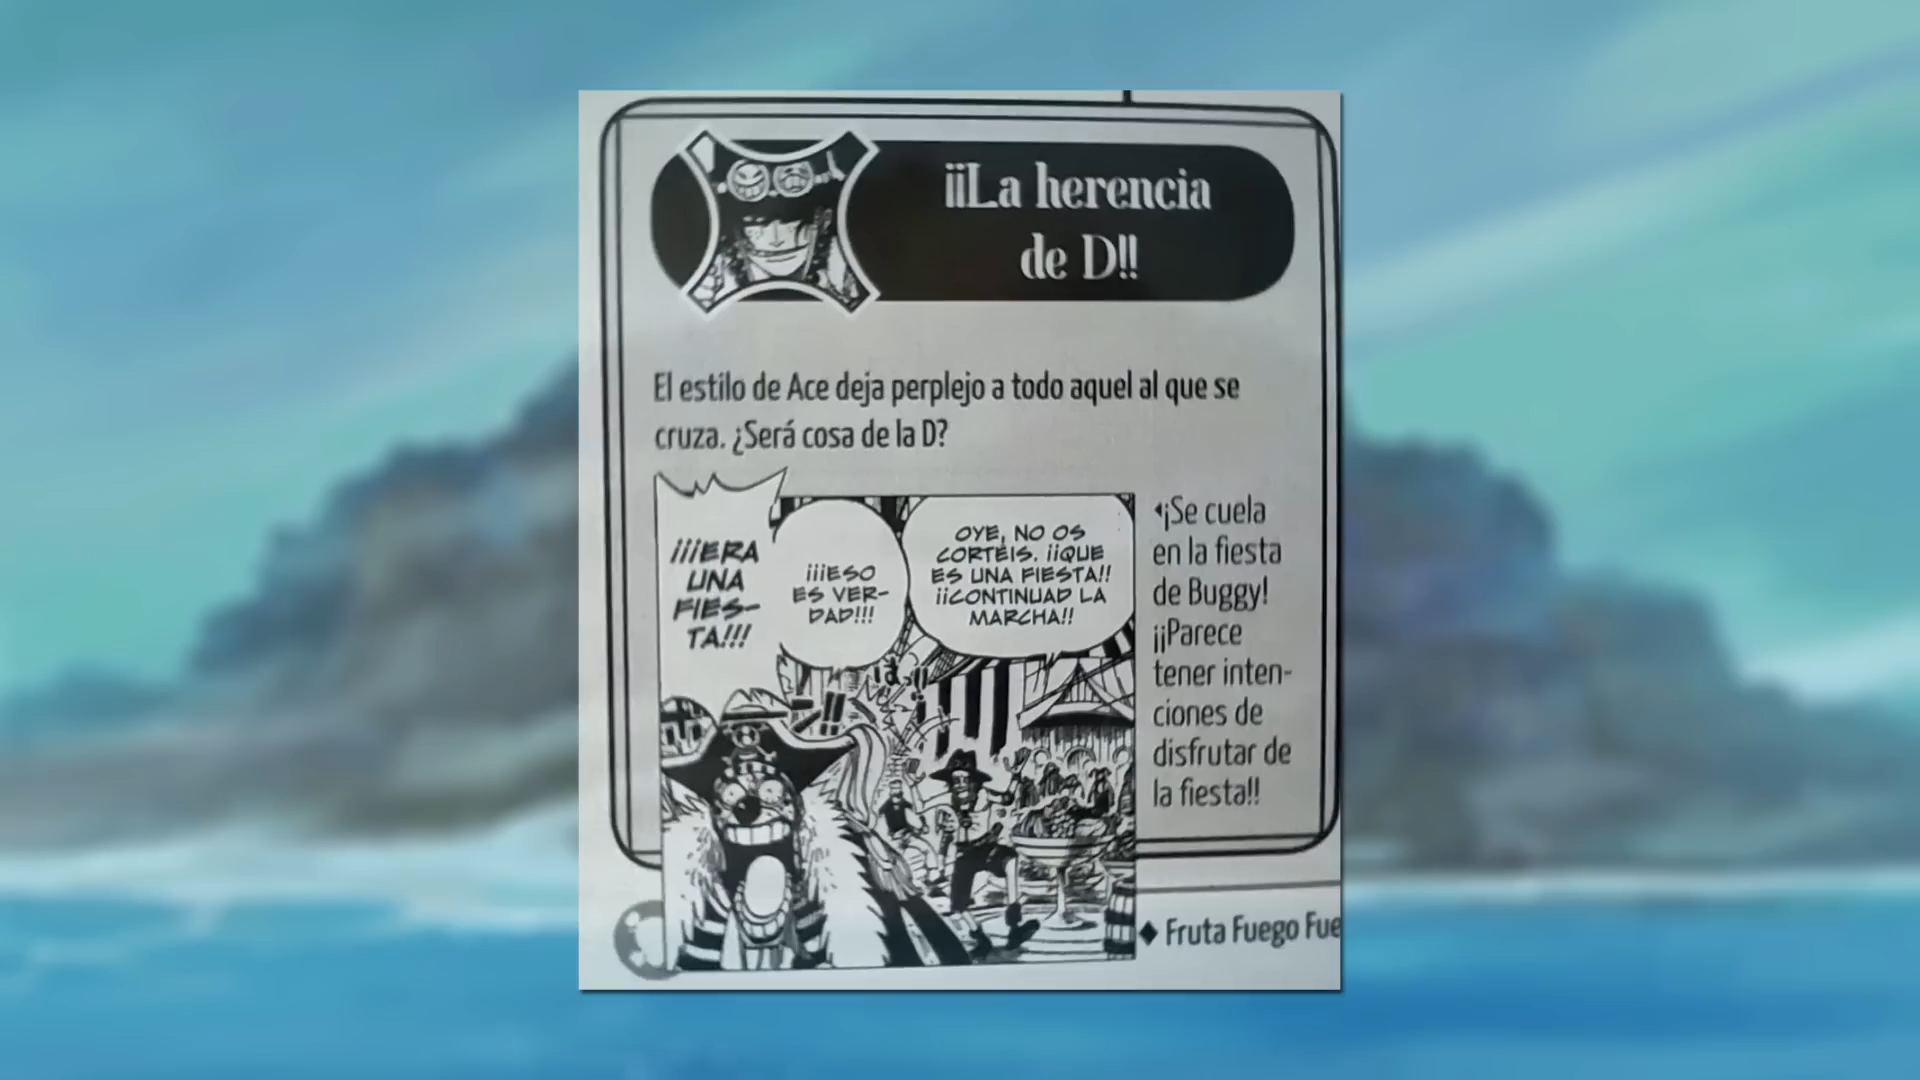 ¡¡La herencia
de D!!
El estilo de Ace deja perplejo a todo aquel al que se
cruza. ¿Será cosa de la D?
¡¡¡ERA
UNA
FIES-
TA!!!
¡¡¡ESO
ES VER-
DAD!!!
OYE, NO OS
CORTÉIS. ¡¡QUE
ES UNA FIESTA!!
¡¡CONTINUAD LA
MARCHA!!
¡Se cuela
en la fiesta
de Buggy!
¡¡Parece
tener inten-
ciones de
disfrutar de
la fiesta!!
◆ Fruta Fuego Fue